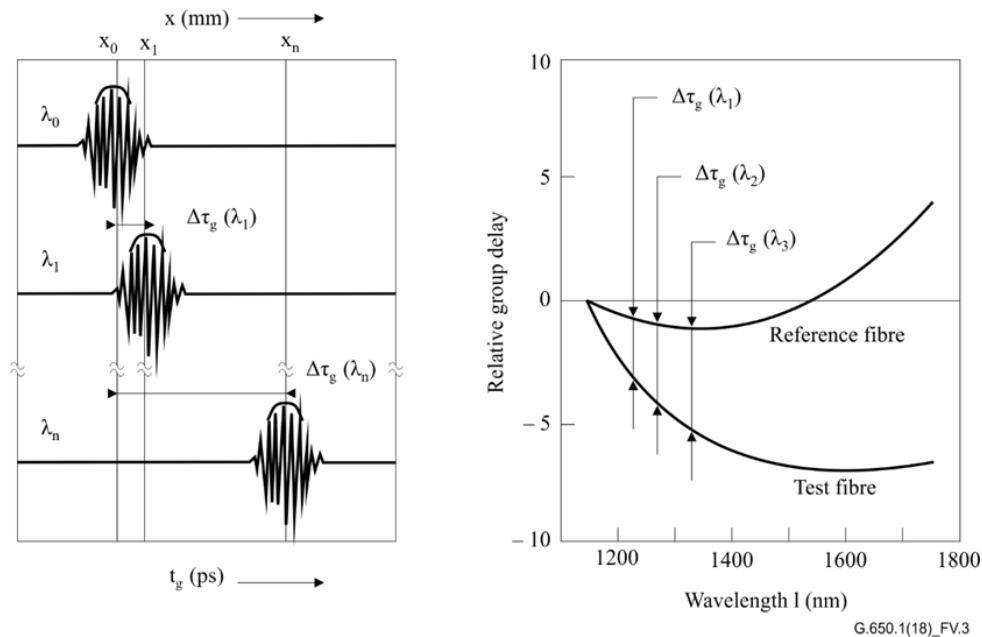 x (mm)
x0 x1 xn
λ0
Δτg (λ1)
λ1
Δτg (λn)
λn
tg (ps)
10
5
0
– 5
– 10
Relative group delay
Δτg (λ1)
Δτg (λ2)
Δτg (λ3)
Reference fibre
Test fibre
1200 1400 1600 1800
Wavelength l (nm)
G.650.1(18)_FV.3